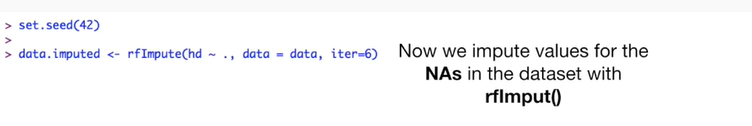 > set.seed(42)
>
> data.imputed <- rfImpute(hd ~ ., data = data, iter=6)
Now we impute values for the
NAs in the dataset with
rfImput()